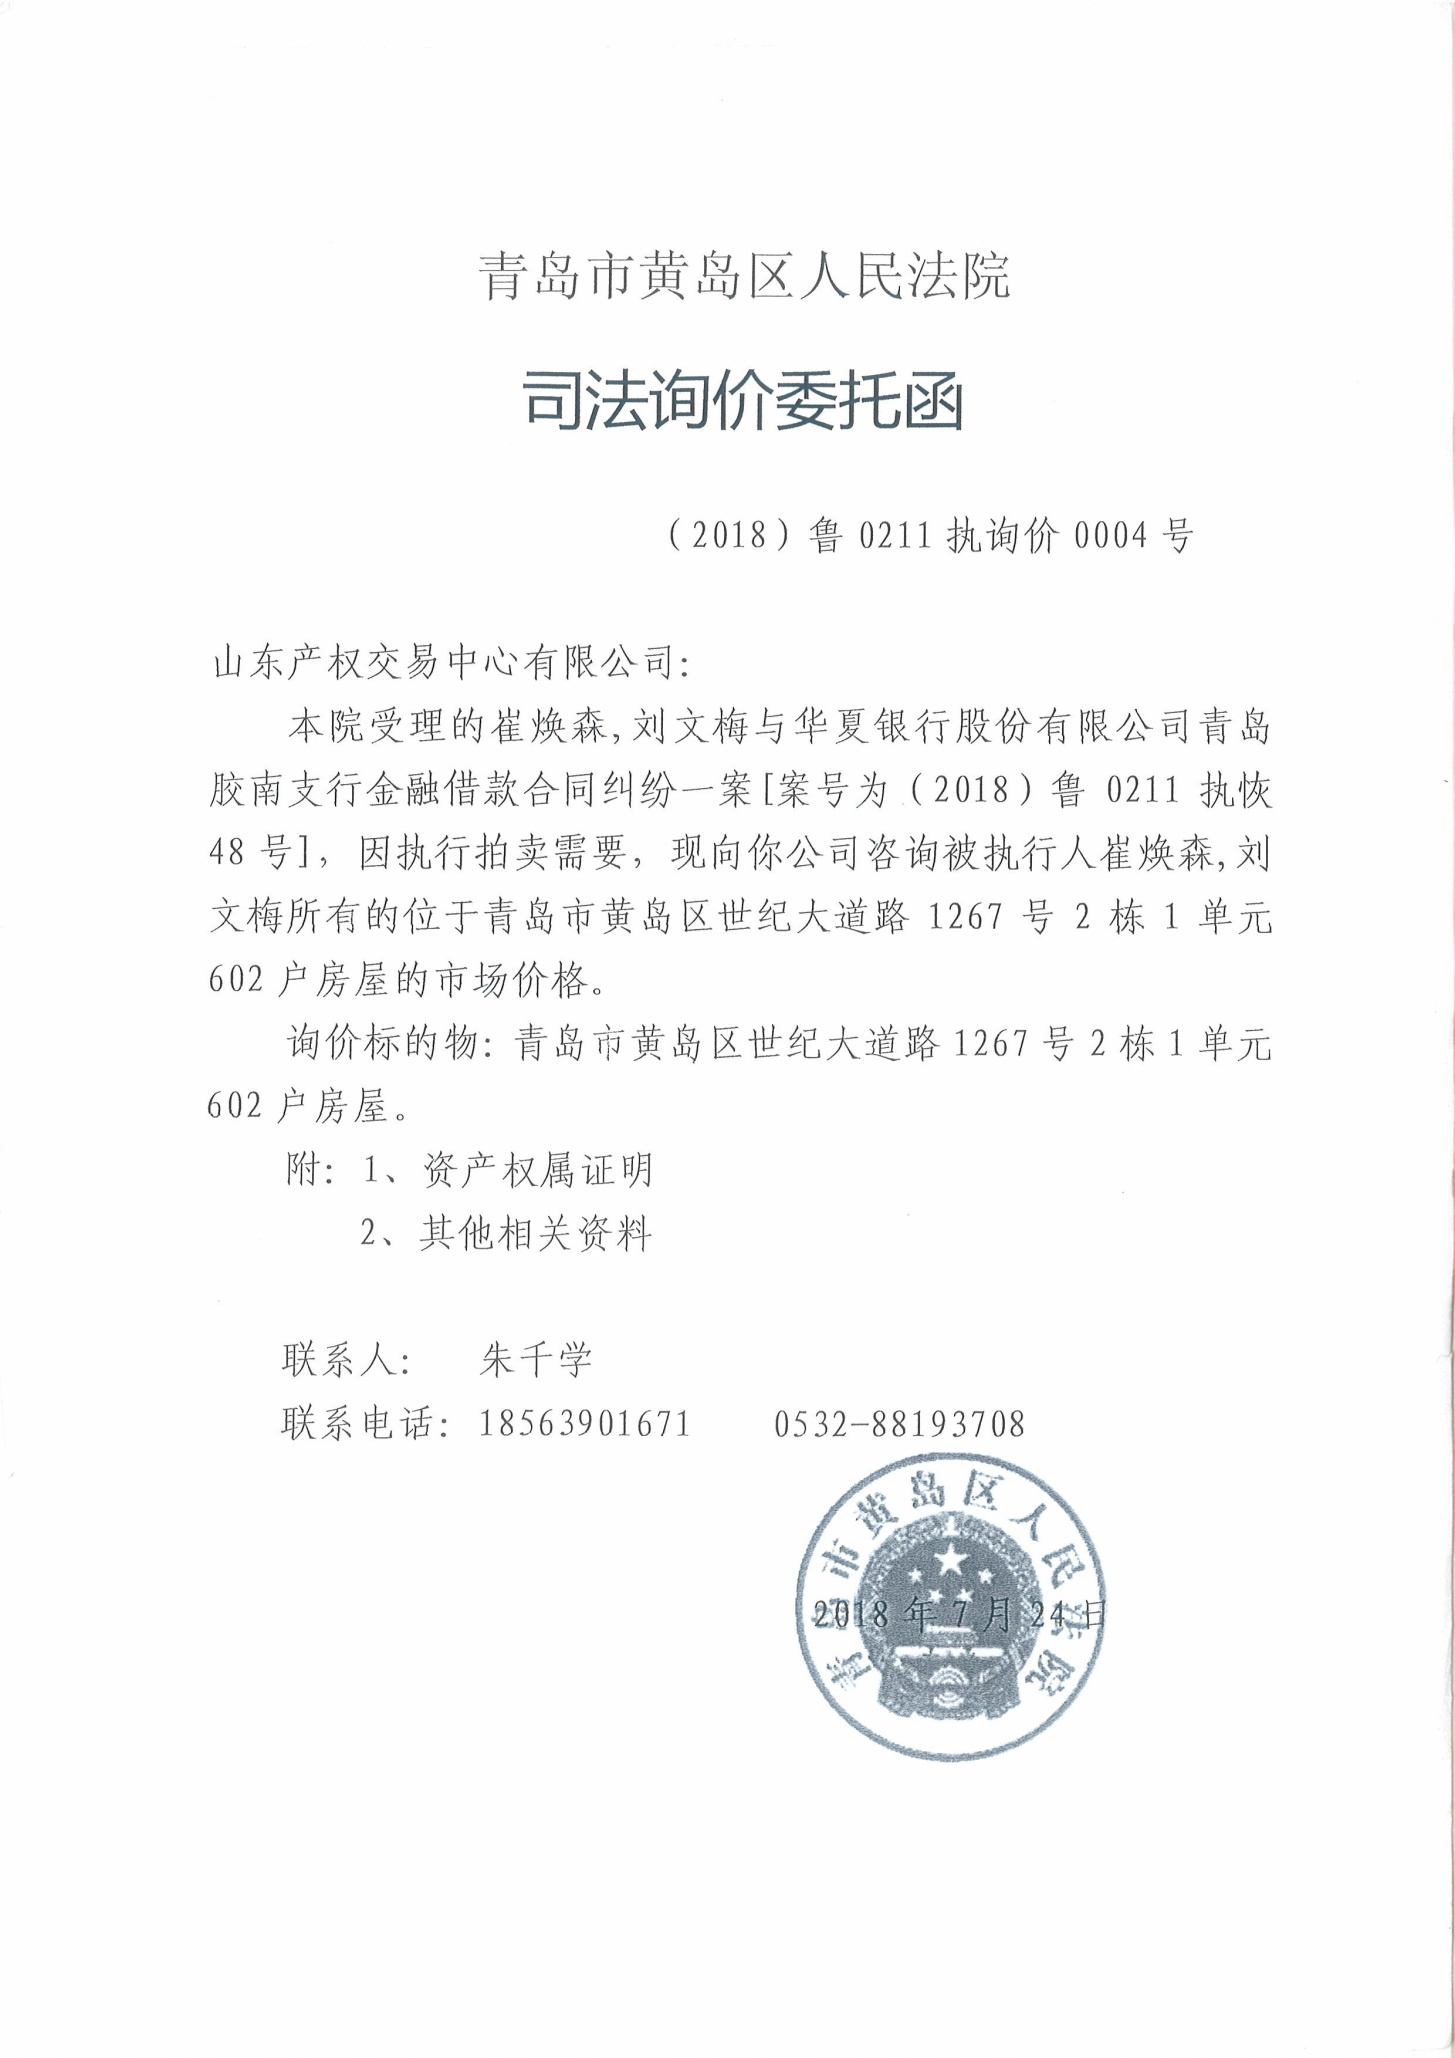 青岛市黄岛区人民法院
司法询价委托函
（2018）鲁 0211 执询价 0004 号
山东产权交易中心有限公司：
本院受理的崔焕森,刘文梅与华夏银行股份有限公司青岛
胶南支行金融借款合同纠纷一案[案号为（2018）鲁 0211 执恢
48 号]，因执行拍卖需要，现向你公司咨询被执行人崔焕森,刘
文梅所有的位于青岛市黄岛区世纪大道路 1267 号 2 栋 1 单元
602 户房屋的市场价格。
询价标的物：青岛市黄岛区世纪大道路 1267 号 2 栋 1 单元
602 户房屋。
附：1、资产权属证明
2、其他相关资料
联系人： 朱千学
联系电话：18563901671 0532-88193708
青岛市黄岛区人民法院
2018 年 7 月 24 日